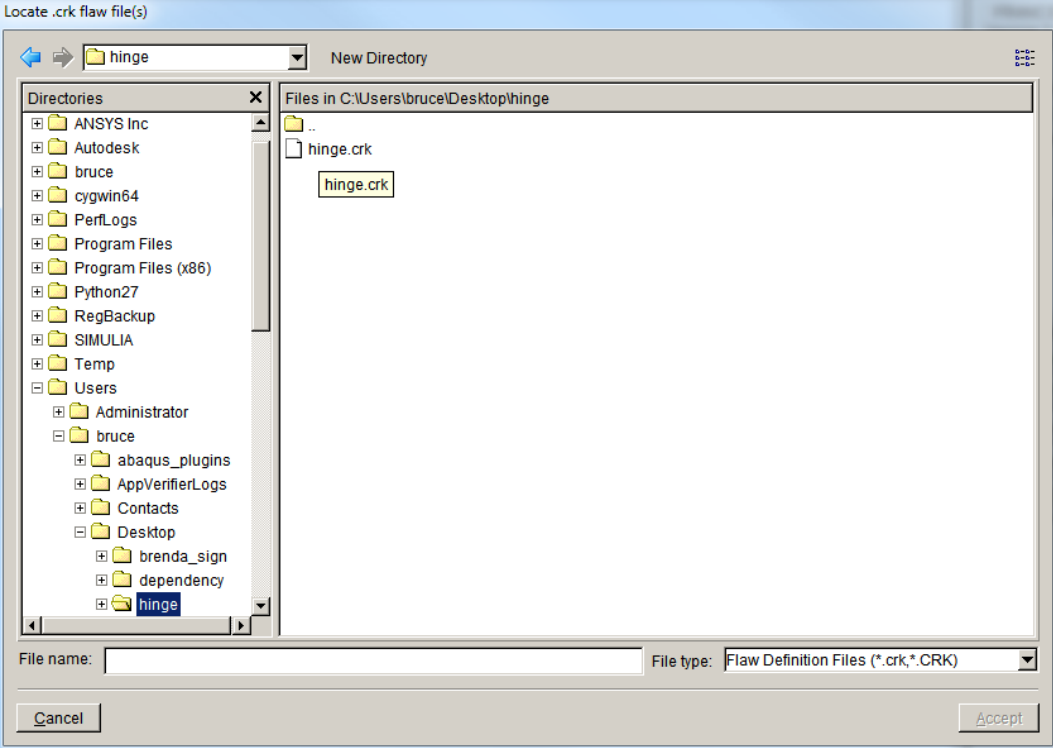 Locate .crk flaw file(s)
hinge
New Directory
Directories
Files in C:\Users\bruce\Desktop\hinge
ANSYS Inc
Autodesk
bruce
cygwin64
PerfLogs
Program Files
Program Files (x86)
Python27
RegBackup
SIMULIA
Temp
Users
Administrator
bruce
abaqus_plugins
AppVerifierLogs
Contacts
Desktop
brenda_sign
dependency
hinge
..
hinge.crk
hinge.crk
File name:
File type: Flaw Definition Files (*.crk,*.CRK)
Cancel
Accept